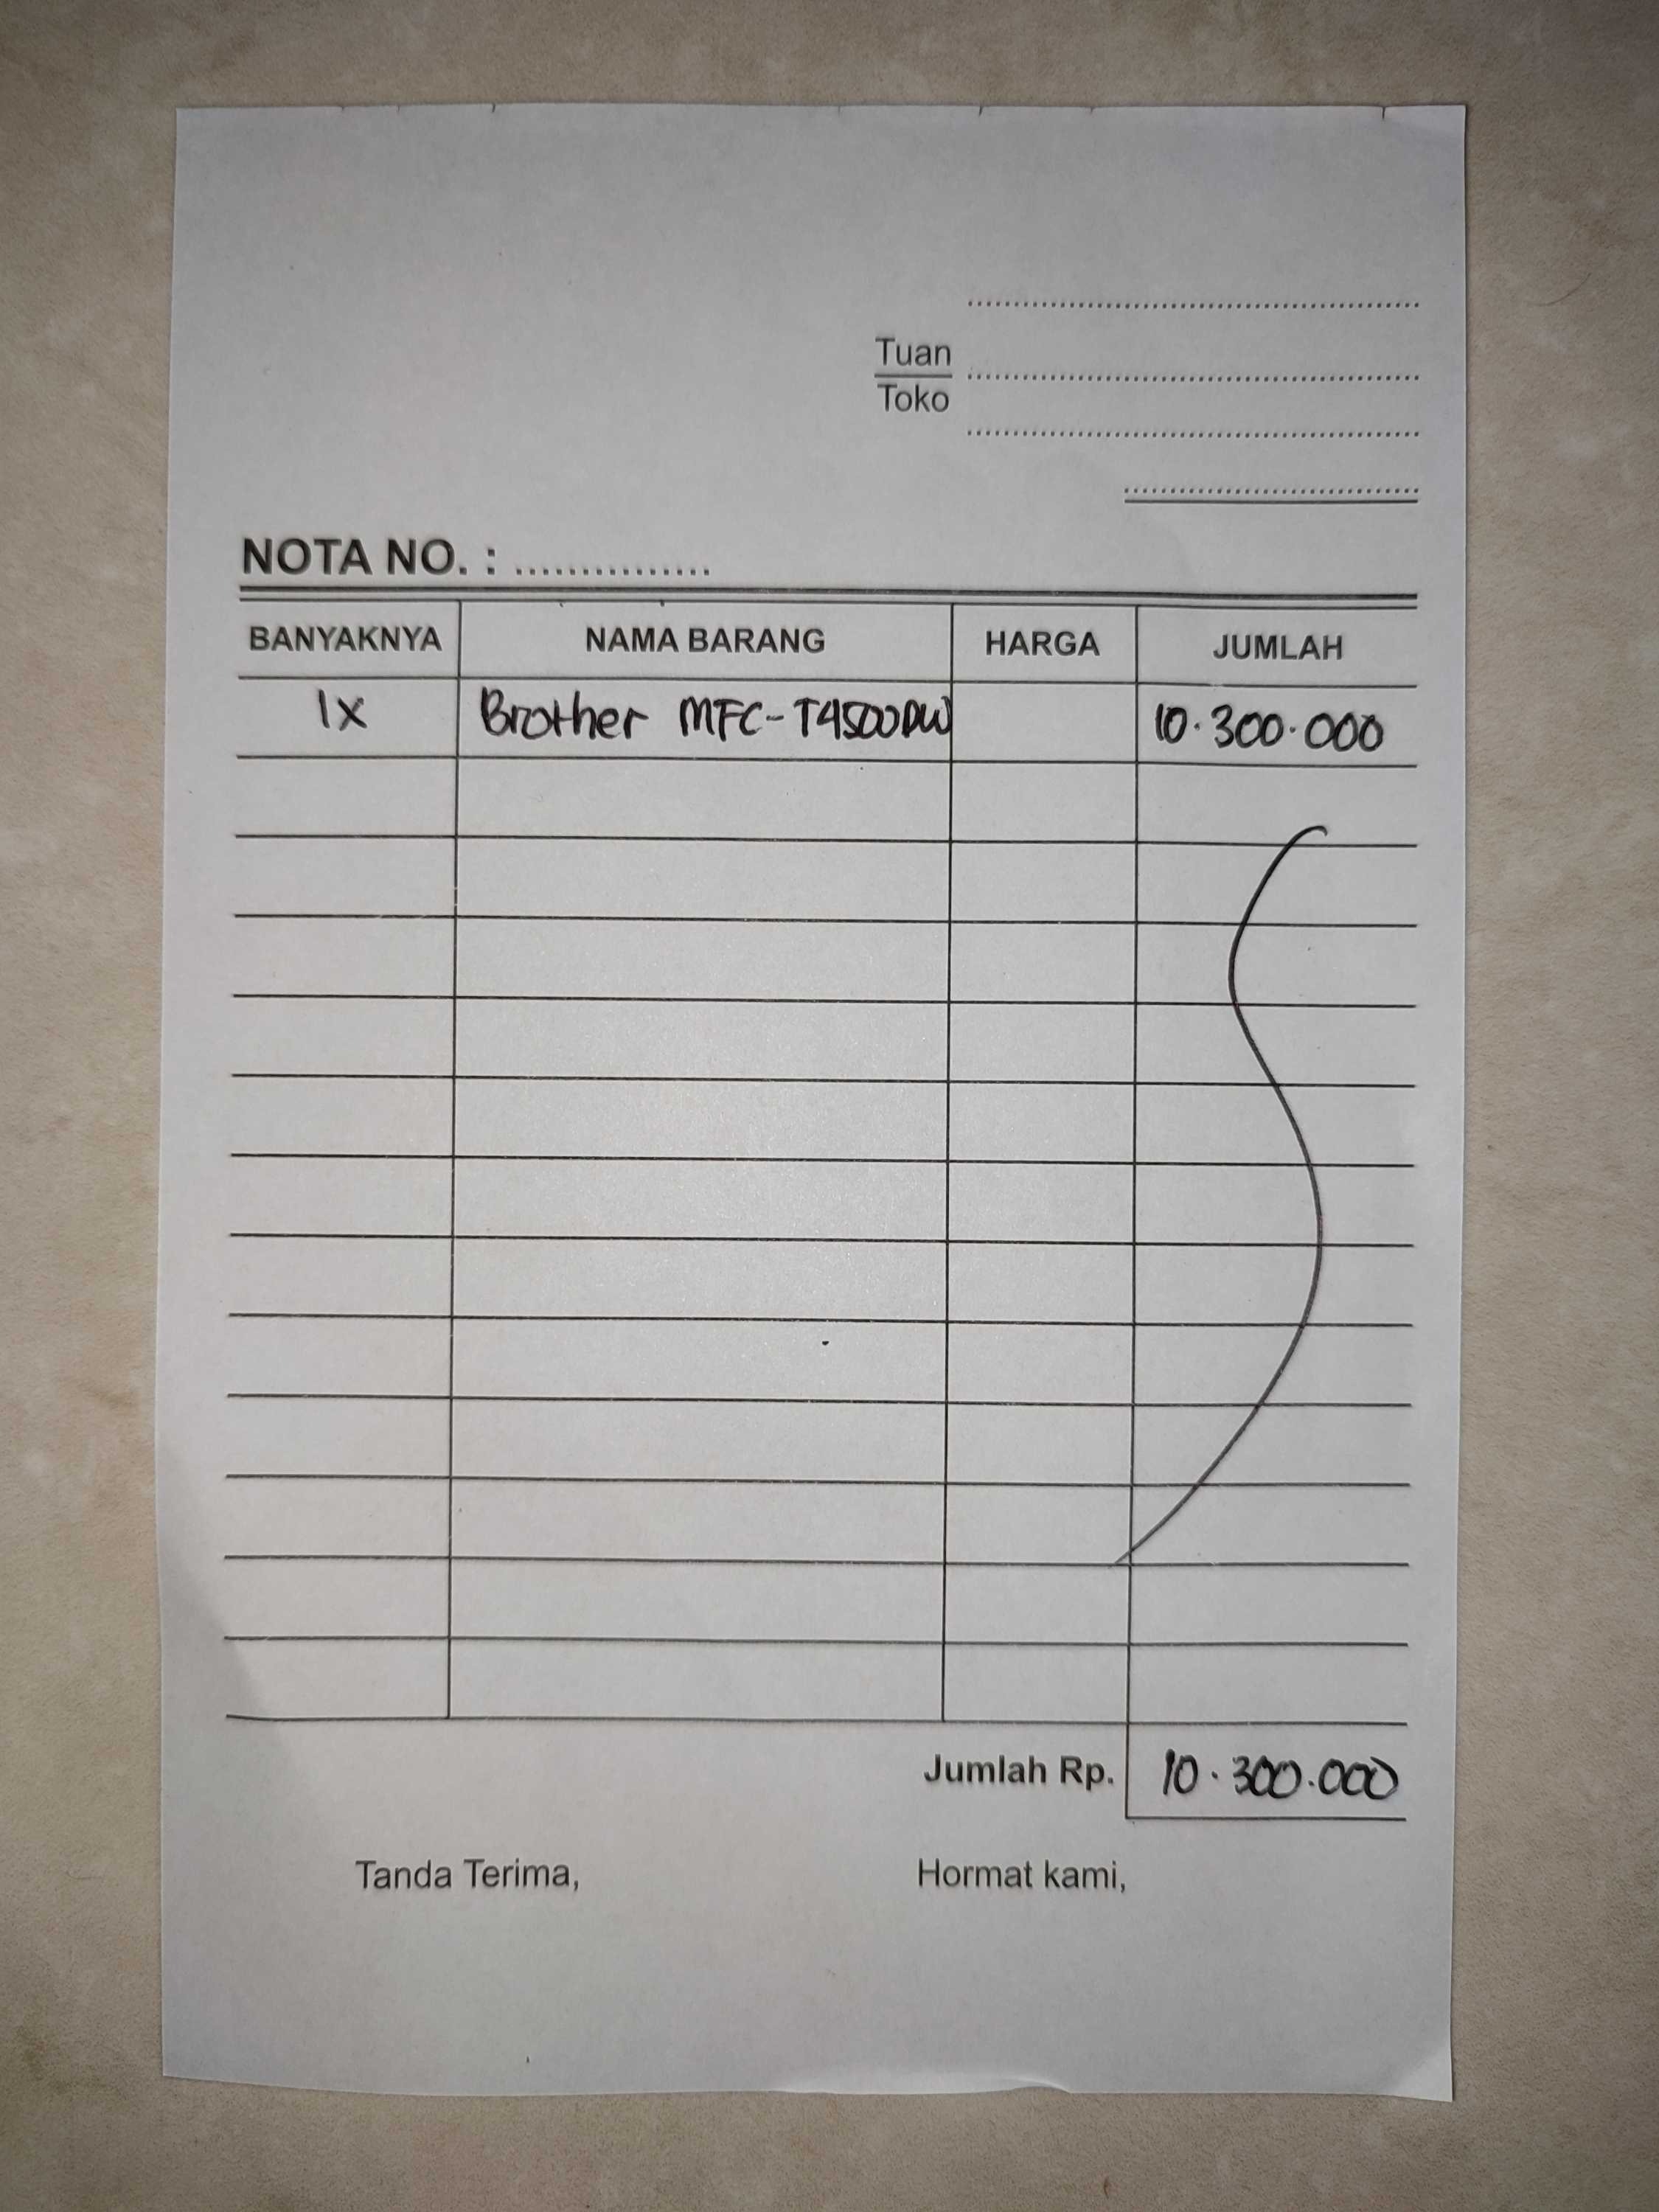 Tuan
Toko
NOTA NO. : ...............
BANYAKNYA NAMA BARANG HARGA JUMLAH
1X Brother MFC-T4500DW 10.300.000
Jumlah Rp. 10.300.000
Tanda Terima, Hormat kami,